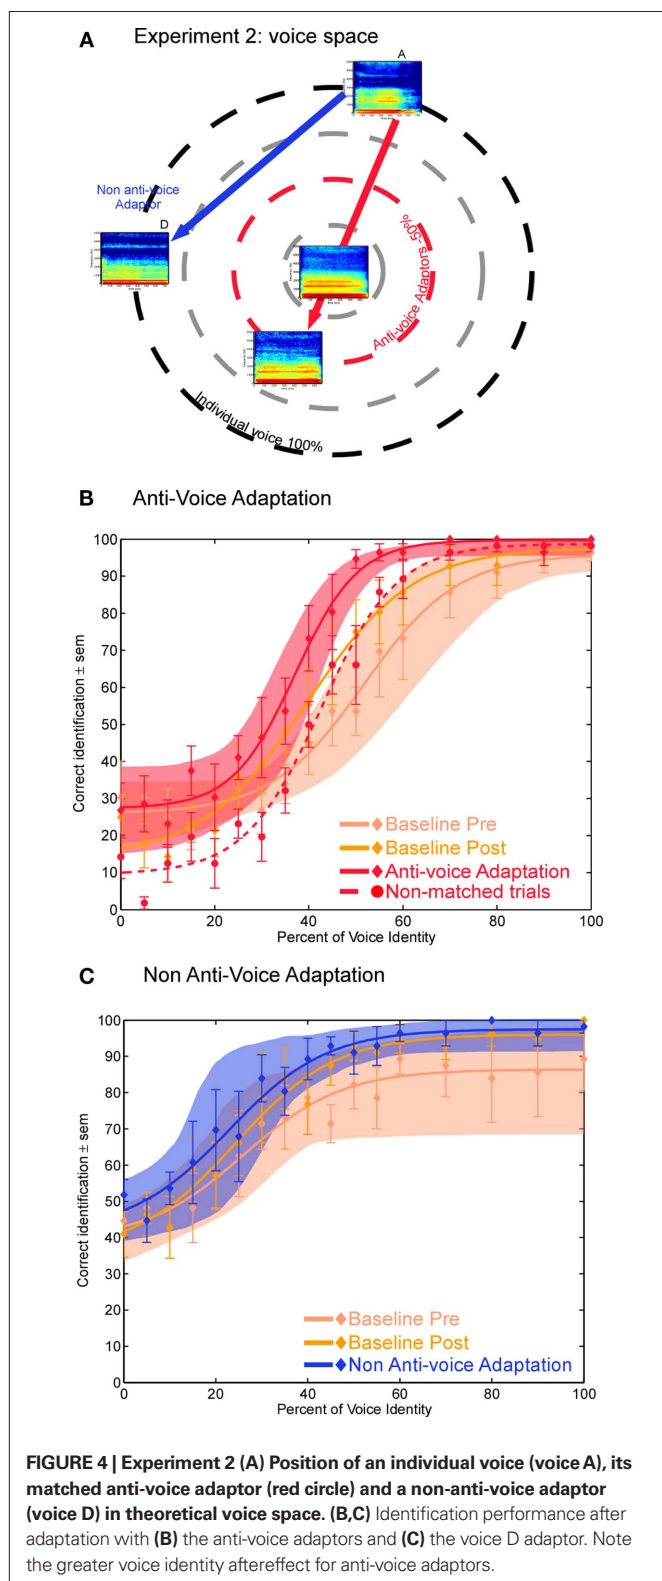 A Experiment 2: voice space
A
Non anti-voice
Adaptor
D
Anti-voice Adaptors -50%
Individual voice 100%
B Anti-Voice Adaptation
Correct identification ± sem
100
90
80
70
60
50
40
30
20
10
0
Baseline Pre
Baseline Post
Anti-voice Adaptation
Non-matched trials
0 20 40 60 80 100
Percent of Voice Identity
C Non Anti-Voice Adaptation
Correct identification ± sem
100
90
80
70
60
50
40
30
20
10
0
Baseline Pre
Baseline Post
Non Anti-voice Adaptation
0 20 40 60 80 100
Percent of Voice Identity
FIGURE 4 | Experiment 2 (A) Position of an individual voice (voice A), its
matched anti-voice adaptor (red circle) and a non-anti-voice adaptor
(voice D) in theoretical voice space. (B,C) Identification performance after
adaptation with (B) the anti-voice adaptors and (C) the voice D adaptor. Note
the greater voice identity aftereffect for anti-voice adaptors.